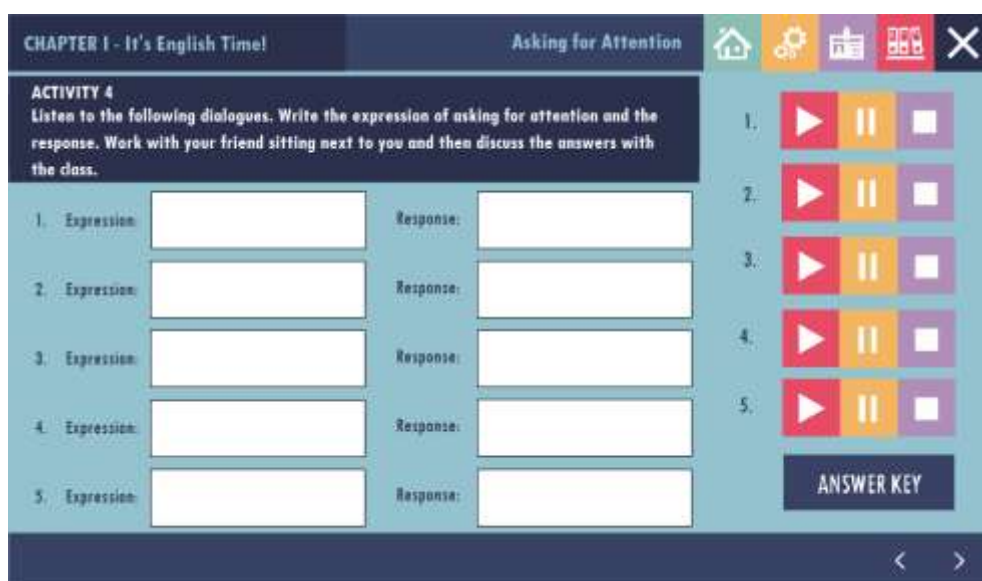 CHAPTER I - It's English Time!
Asking for Attention
ACTIVITY 4
Listen to the following dialogues. Write the expression of asking for attention and the
response. Work with your friend sitting next to you and then discuss the answers with
the class.
1. Expression: Response:
2. Expression: Response:
3. Expression: Response:
4. Expression: Response:
5. Expression: Response:
1.
2.
3.
4.
5.
ANSWER KEY